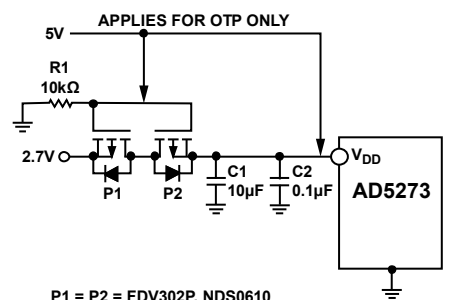 APPLIES FOR OTP ONLY
5V
R1
10kΩ
2.7V
P1
P2
C1
10µF
C2
0.1µF
VDD
AD5273
P1 = P2 = FDV302P, NDS0610